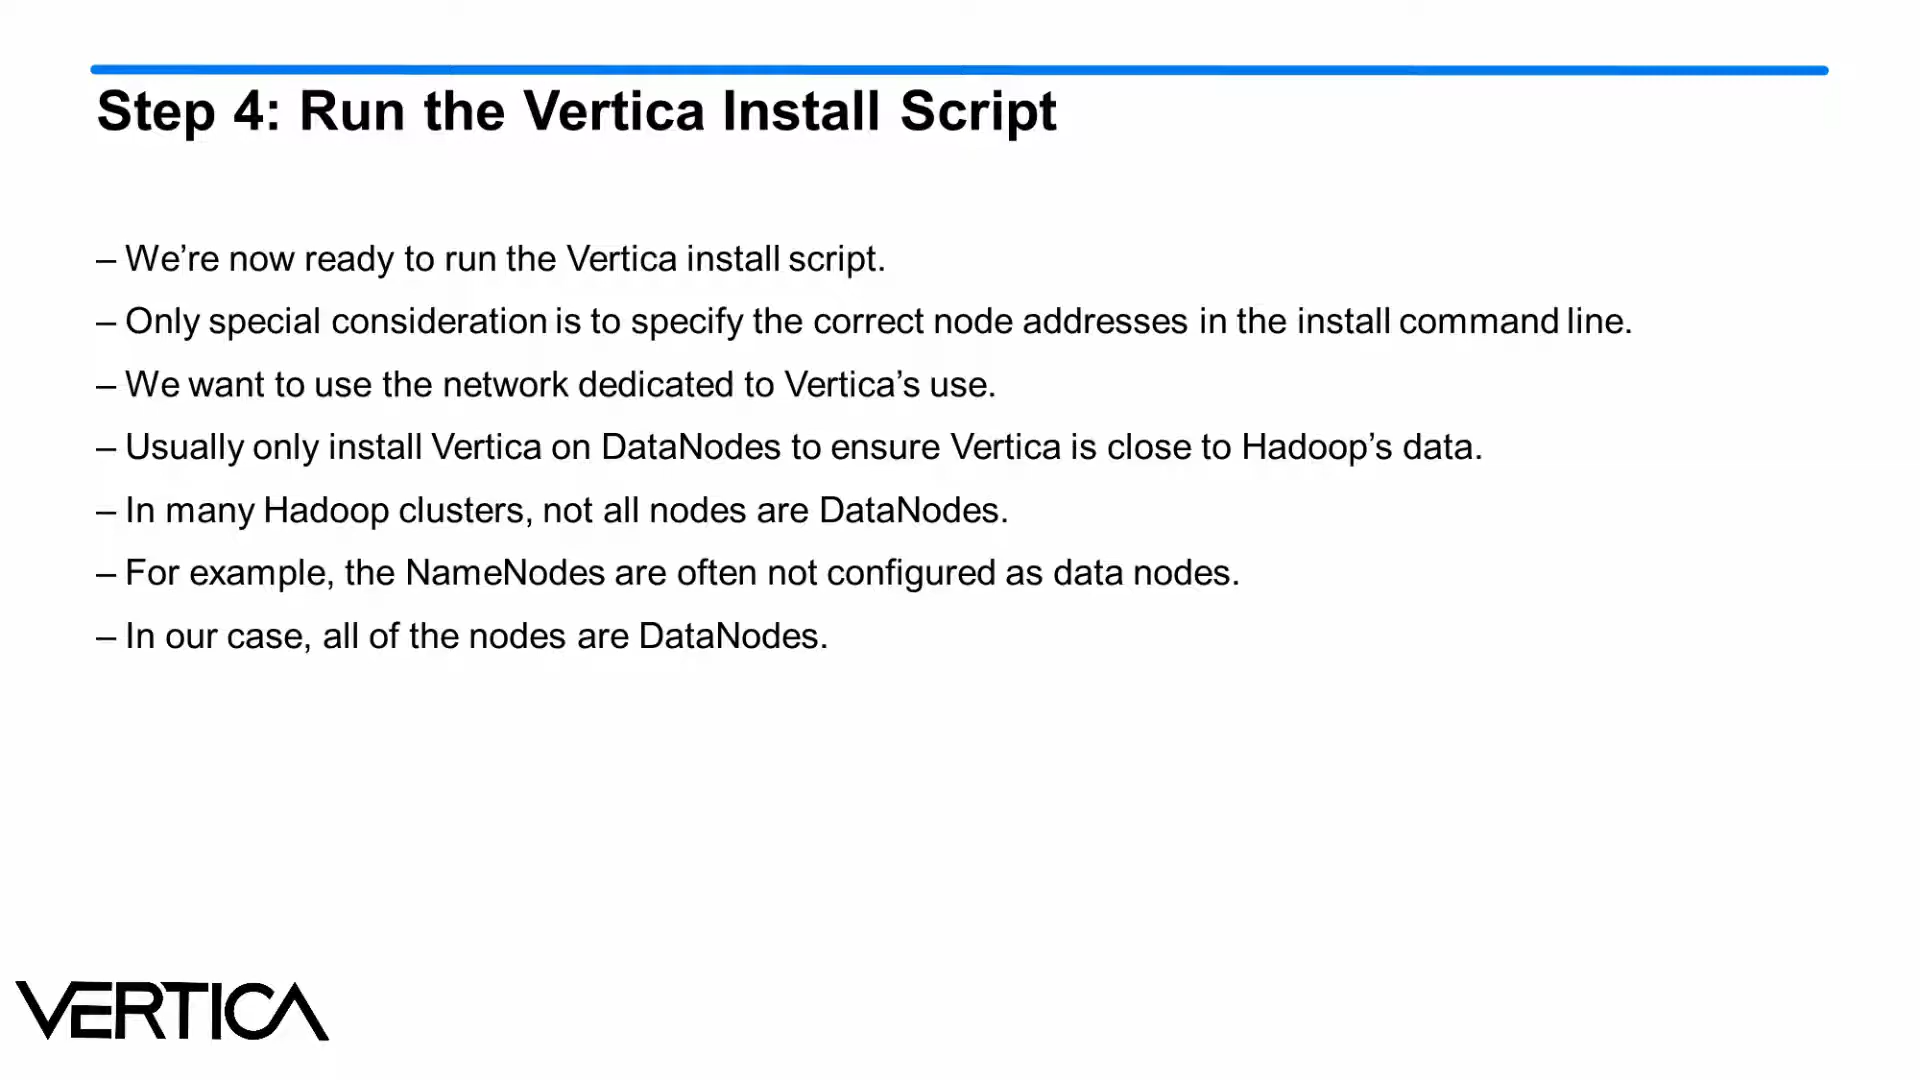 Step 4: Run the Vertica Install Script
– We’re now ready to run the Vertica install script.
– Only special consideration is to specify the correct node addresses in the install command line.
– We want to use the network dedicated to Vertica’s use.
– Usually only install Vertica on DataNodes to ensure Vertica is close to Hadoop’s data.
– In many Hadoop clusters, not all nodes are DataNodes.
– For example, the NameNodes are often not configured as data nodes.
– In our case, all of the nodes are DataNodes.
VERTICA